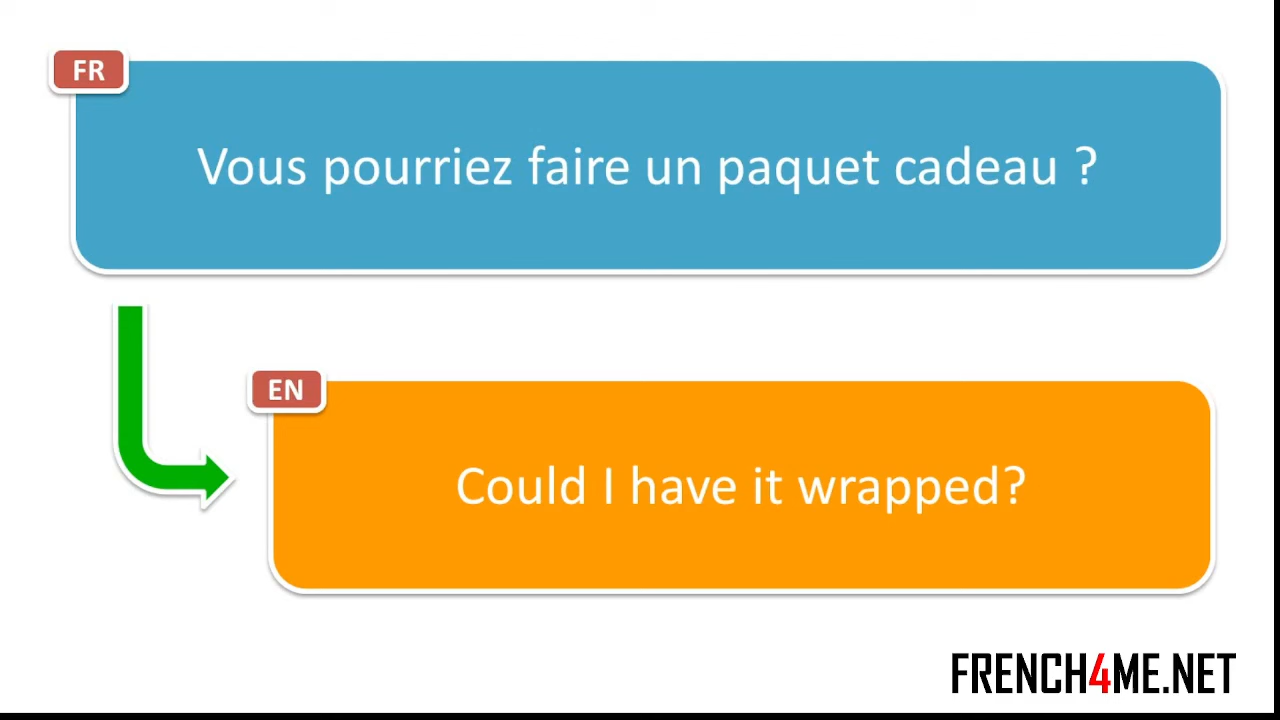 FR
Vous pourriez faire un paquet cadeau ?
EN
Could I have it wrapped?
FRENCH4ME.NET